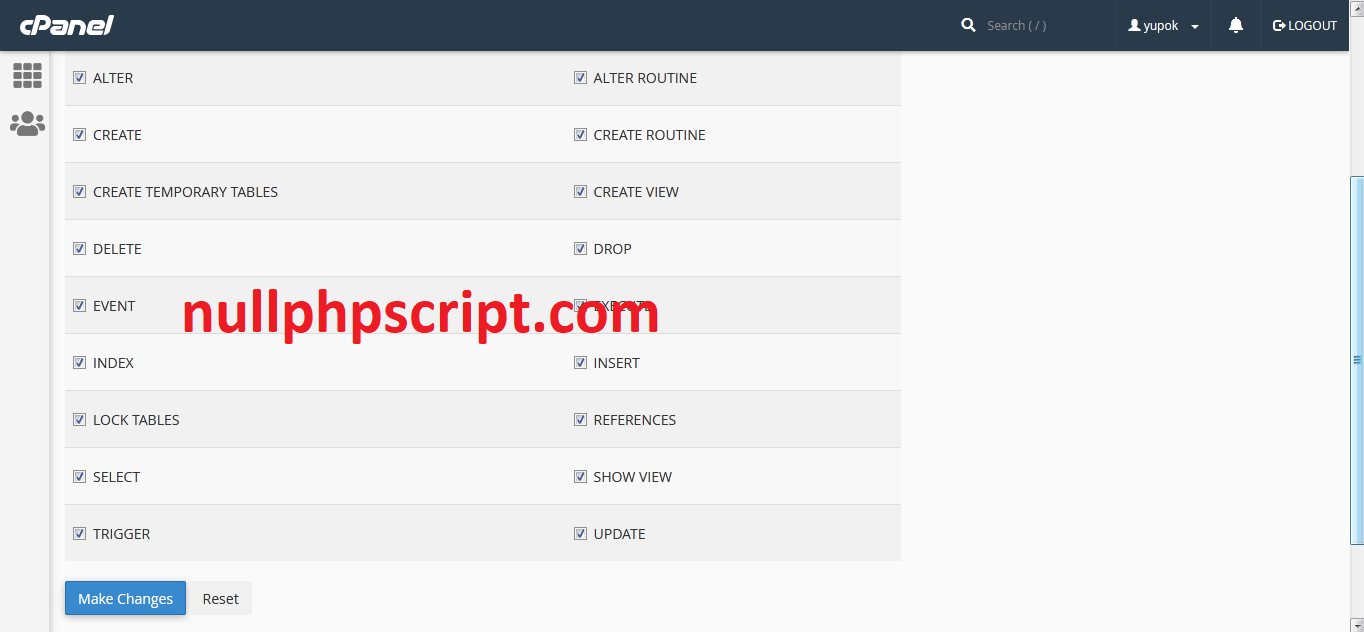 cPanel
Search ( / )
yupok
LOGOUT
ALTER
ALTER ROUTINE
CREATE
CREATE ROUTINE
CREATE TEMPORARY TABLES
CREATE VIEW
DELETE
DROP
EVENT
EXECUTE
nullphpscript.com
INDEX
INSERT
LOCK TABLES
REFERENCES
SELECT
SHOW VIEW
TRIGGER
UPDATE
Make Changes
Reset